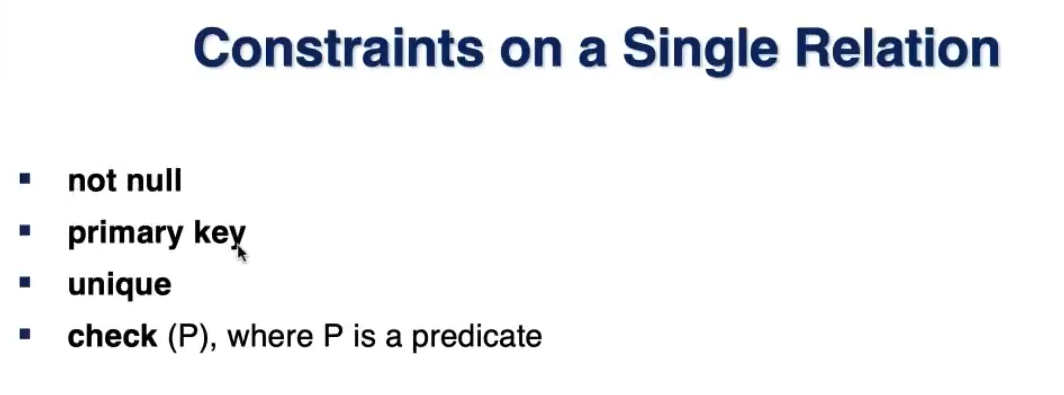 Constraints on a Single Relation
▪ not null
▪ primary key
▪ unique
▪ check (P), where P is a predicate